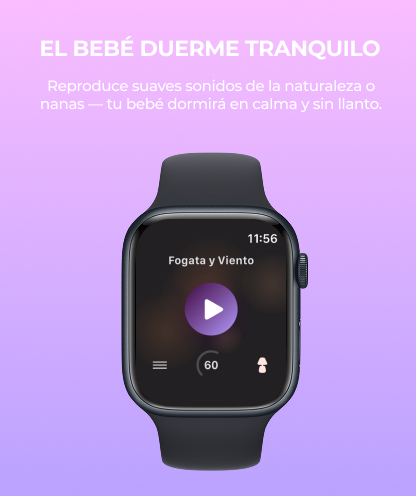 EL BEBÉ DUERME TRANQUILO
Reproduce suaves sonidos de la naturaleza o
nanas — tu bebé dormirá en calma y sin llanto.
11:56
Fogata y Viento
60